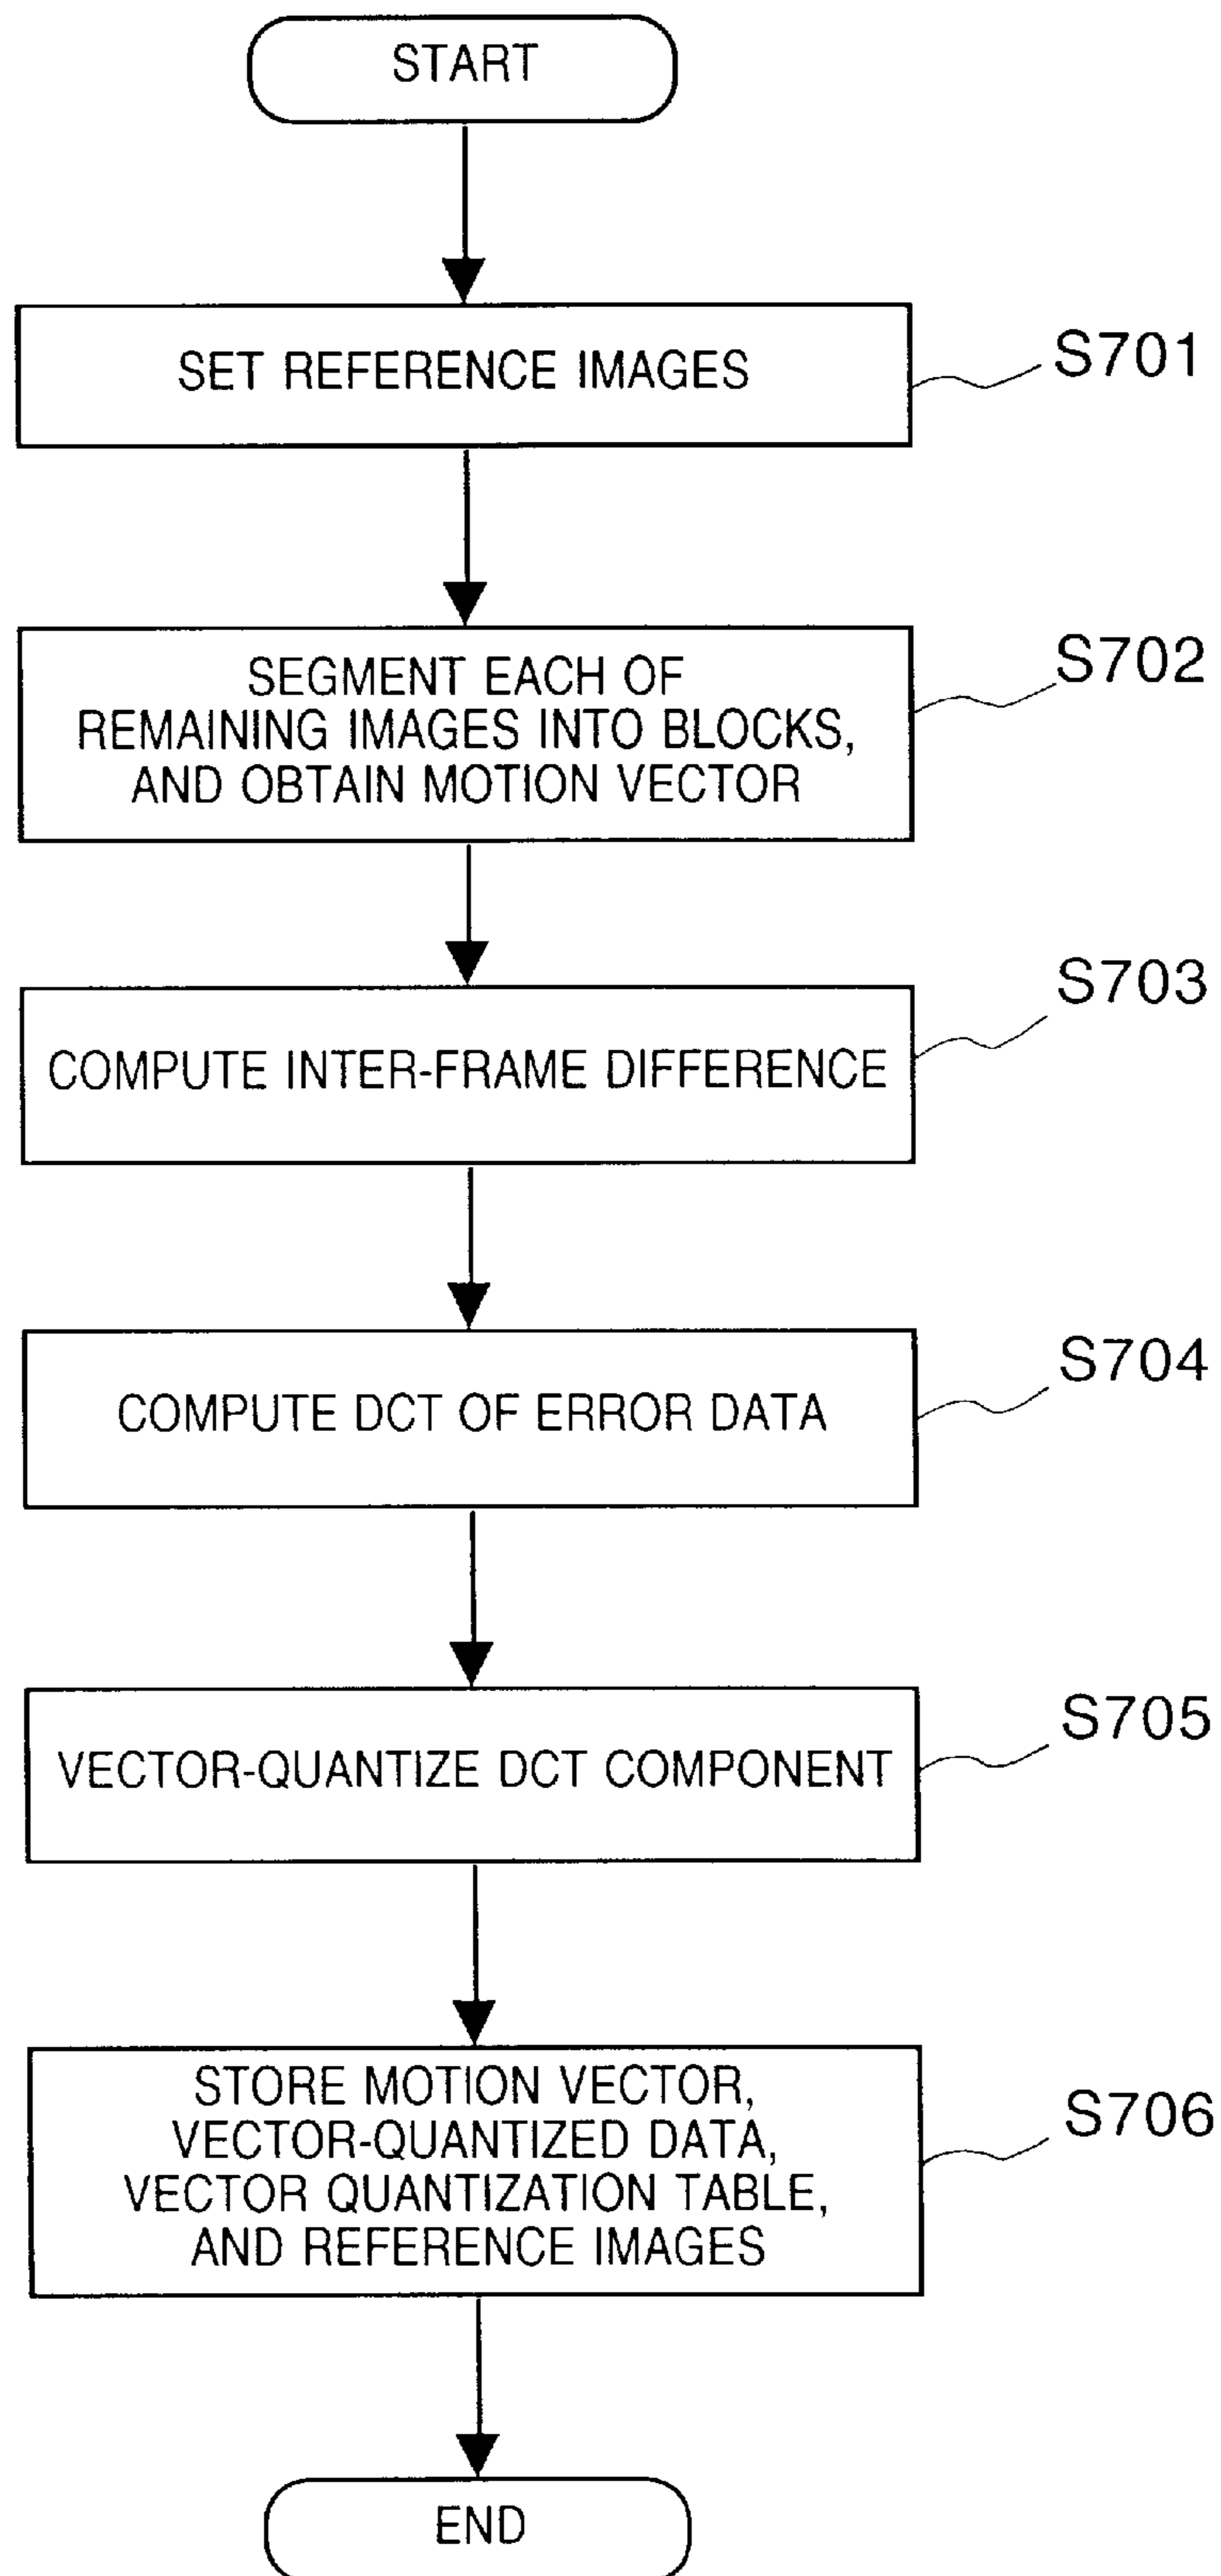 START
SET REFERENCE IMAGES
S701
SEGMENT EACH OF
REMAINING IMAGES INTO BLOCKS,
AND OBTAIN MOTION VECTOR
S702
COMPUTE INTER-FRAME DIFFERENCE
S703
COMPUTE DCT OF ERROR DATA
S704
VECTOR-QUANTIZE DCT COMPONENT
S705
STORE MOTION VECTOR,
VECTOR-QUANTIZED DATA,
VECTOR QUANTIZATION TABLE,
AND REFERENCE IMAGES
S706
END